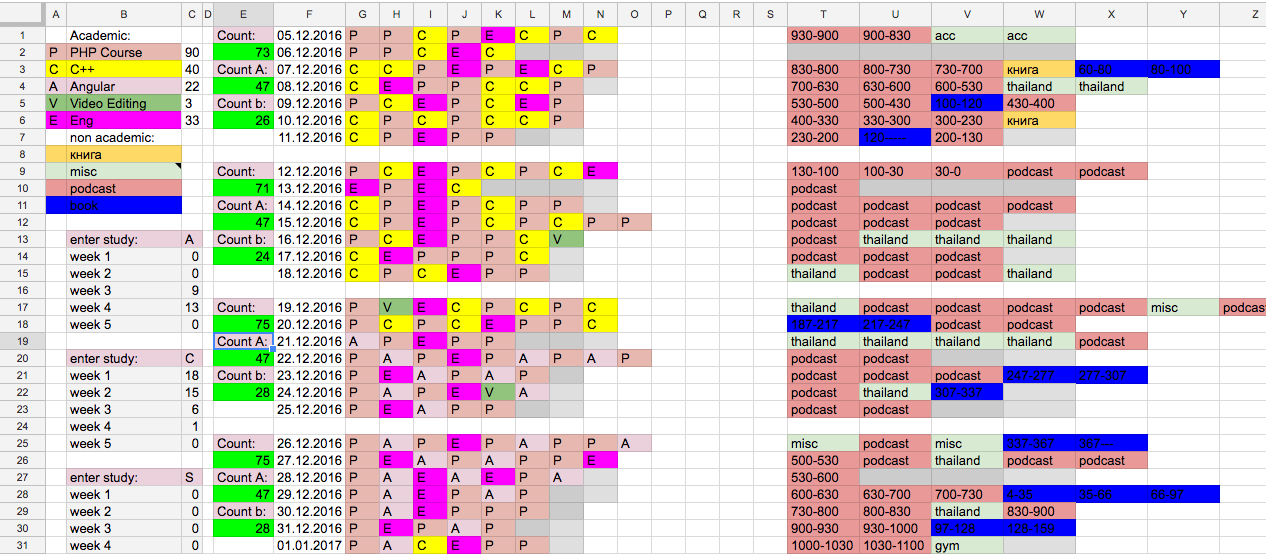 A B C D E F G H I J K L M N O P Q R S T U V W X Y Z
1 Academic: Count: 05.12.2016 P P C P E C P C 930-900 900-830 acc acc
2 P PHP Course 90 73 06.12.2016 P P C E C
3 C C++ 40 Count A: 07.12.2016 C C P E P E C P 830-800 800-730 730-700 книга 60-80 80-100
4 A Angular 22 47 08.12.2016 C E P P C C P 700-630 630-600 600-530 thailand thailand
5 V Video Editing 3 Count b: 09.12.2016 P C E P C E P 530-500 500-430 100-120 430-400
6 E Eng 33 26 10.12.2016 P C P C C C P 400-330 330-300 300-230 книга
7 non academic: 11.12.2016 C P E P P 230-200 120----- 200-130
8 книга
9 misc Count: 12.12.2016 P C E P C P C E 130-100 100-30 30-0 podcast podcast
10 podcast 71 13.12.2016 E P E C podcast
11 book Count A: 14.12.2016 C P E P C P P podcast podcast podcast podcast
12 47 15.12.2016 C P E P C P C P P podcast podcast podcast
13 enter study: A Count b: 16.12.2016 P C E P P C V podcast thailand thailand thailand
14 week 1 0 24 17.12.2016 C E P P P C podcast podcast podcast
15 week 2 0 18.12.2016 C P C E P P thailand podcast podcast thailand
16 week 3 9
17 week 4 13 Count: 19.12.2016 P V E C P C P C thailand podcast podcast podcast podcast misc podcas
18 week 5 0 75 20.12.2016 P C P C E P P C 187-217 217-247 podcast podcast
19 Count A: 21.12.2016 A P E P P thailand thailand thailand thailand podcast
20 enter study: C 47 22.12.2016 P A P E P A P A P podcast podcast
21 week 1 18 Count b: 23.12.2016 P E A P A P podcast podcast podcast 247-277 277-307
22 week 2 15 28 24.12.2016 P A P E V A podcast thailand 307-337
23 week 3 6 25.12.2016 P E A P P podcast podcast
24 week 4 1
25 week 5 0 Count: 26.12.2016 P A P E P A P P A misc podcast misc 337-367 367---
26 75 27.12.2016 P E A P A P P E 500-530 podcast thailand podcast podcast
27 enter study: S Count A: 28.12.2016 P A E A E P A 530-600
28 week 1 0 47 29.12.2016 P A E P A P 600-630 630-700 700-730 4-35 35-66 66-97
29 week 2 0 Count b: 30.12.2016 P A E P P P 730-800 800-830 thailand 830-900
30 week 3 0 28 31.12.2016 P E P A P 900-930 930-1000 97-128 128-159
31 week 4 0 01.01.2017 P A C E P P 1000-1030 1030-1100 gym